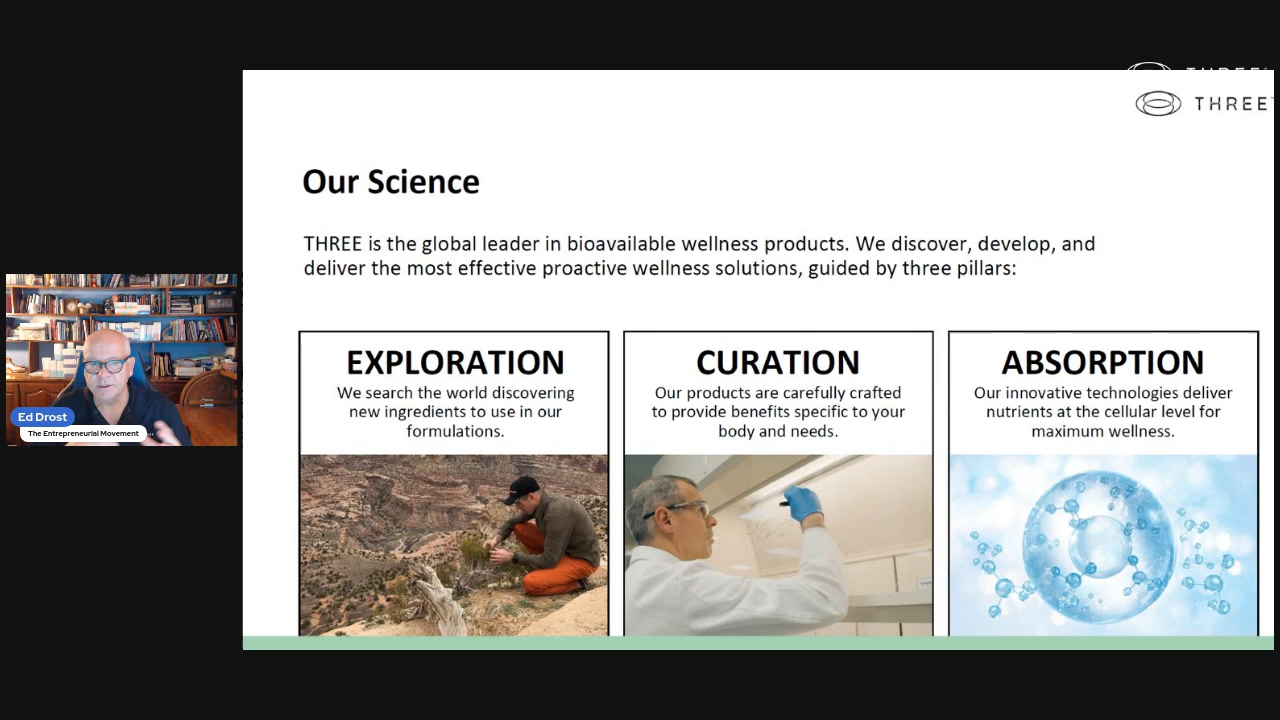 THREE
THREE
Our Science
THREE is the global leader in bioavailable wellness products. We discover, develop, and
deliver the most effective proactive wellness solutions, guided by three pillars:
EXPLORATION
We search the world discovering
new ingredients to use in our
formulations.
CURATION
Our products are carefully crafted
to provide benefits specific to your
body and needs.
ABSORPTION
Our innovative technologies deliver
nutrients at the cellular level for
maximum wellness.
Ed Drost
The Entrepreneurial Movement